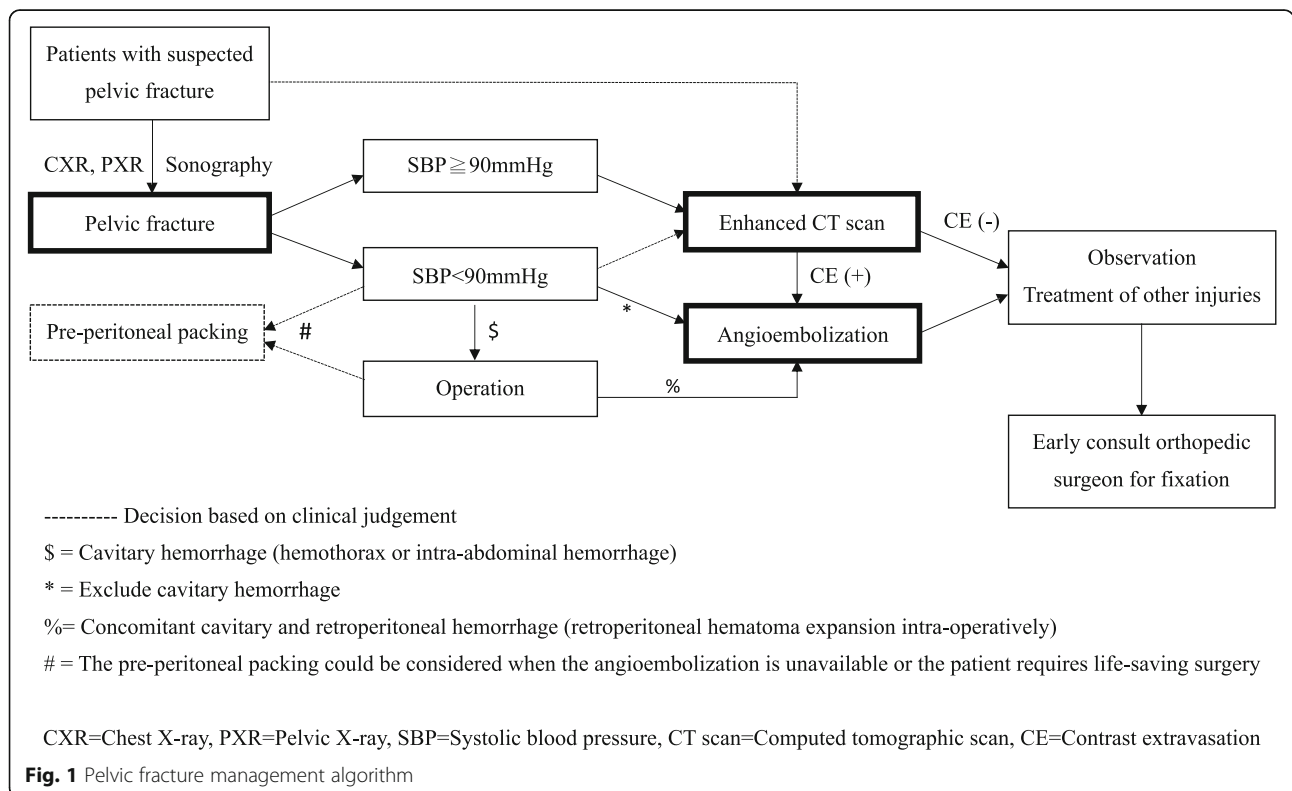 Patients with suspected
pelvic fracture
CXR, PXR Sonography
Pelvic fracture
SBP≧90mmHg
SBP<90mmHg
Pre-peritoneal packing
#
$
*
Operation
%
Enhanced CT scan
CE (-)
CE (+)
Angioembolization
Observation
Treatment of other injuries
Early consult orthopedic
surgeon for fixation
---------- Decision based on clinical judgement
$ = Cavitary hemorrhage (hemothorax or intra-abdominal hemorrhage)
* = Exclude cavitary hemorrhage
%= Concomitant cavitary and retroperitoneal hemorrhage (retroperitoneal hematoma expansion intra-operatively)
# = The pre-peritoneal packing could be considered when the angioembolization is unavailable or the patient requires life-saving surgery
CXR=Chest X-ray, PXR=Pelvic X-ray, SBP=Systolic blood pressure, CT scan=Computed tomographic scan, CE=Contrast extravasation
Fig. 1 Pelvic fracture management algorithm